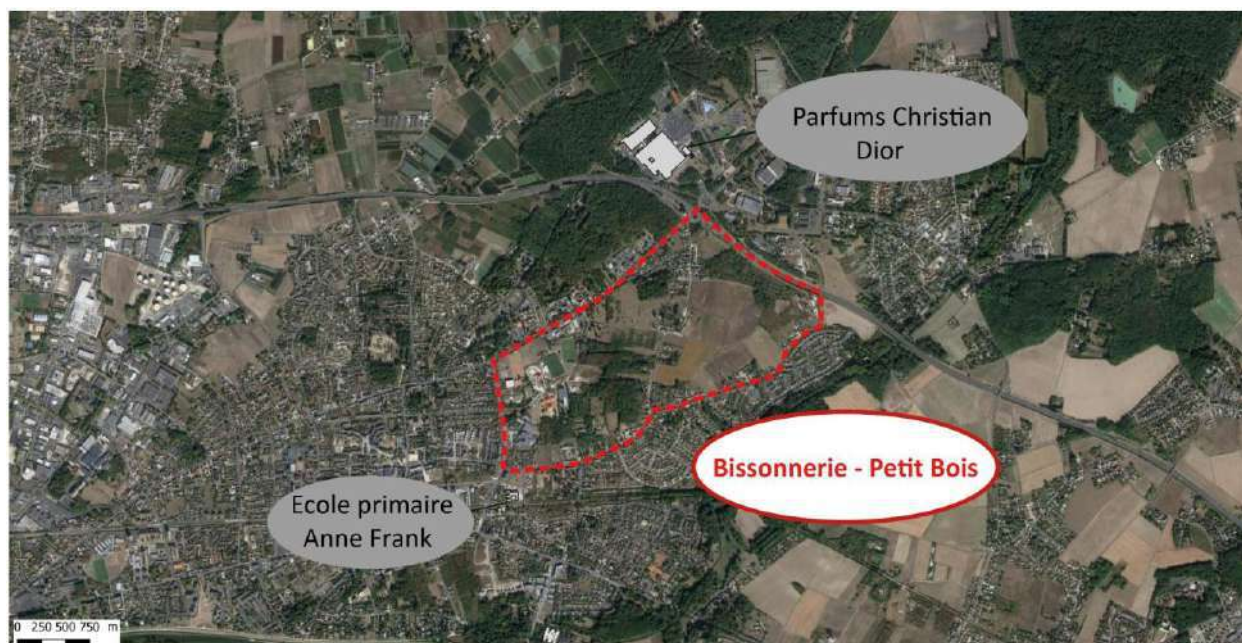 Parfums Christian
Dior
Bissonnerie - Petit Bois
Ecole primaire
Anne Frank
0 250 500 750 m